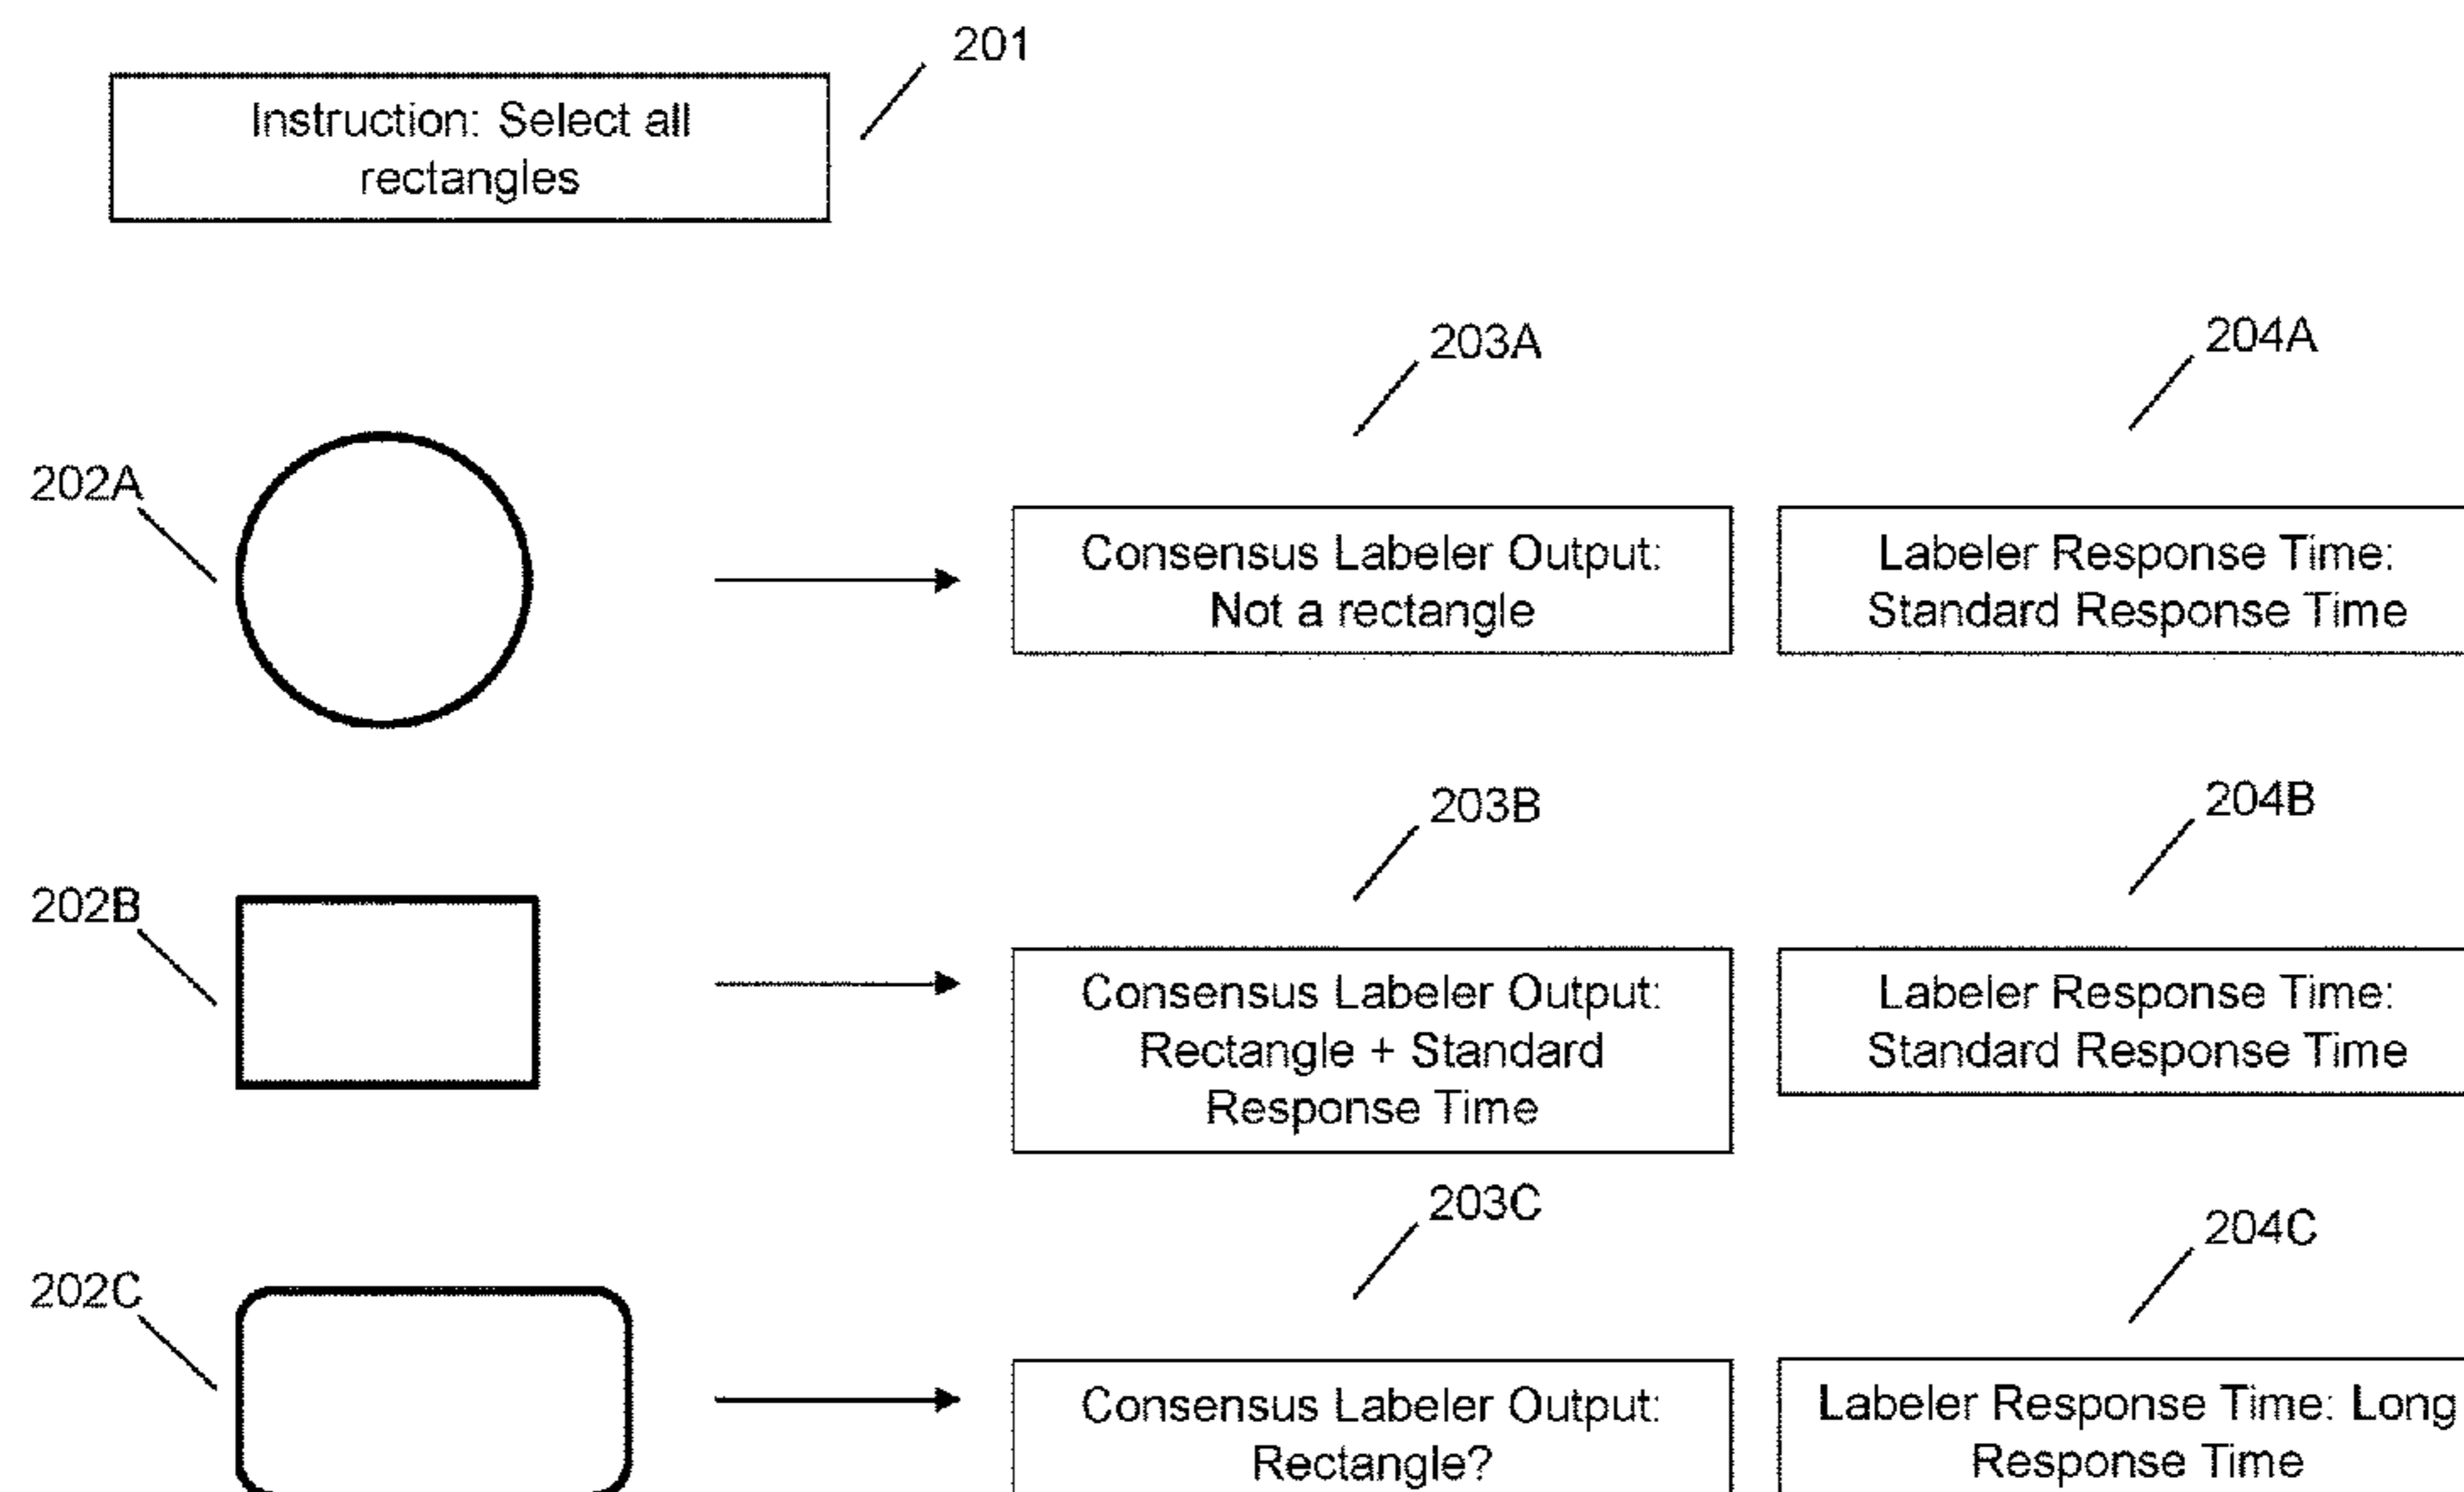 201
Instruction: Select all
rectangles
203A
204A
202A
Consensus Labeler Output:
Not a rectangle
Labeler Response Time:
Standard Response Time
203B
204B
202B
Consensus Labeler Output:
Rectangle + Standard
Response Time
Labeler Response Time:
Standard Response Time
203C
204C
202C
Consensus Labeler Output:
Rectangle?
Labeler Response Time: Long
Response Time